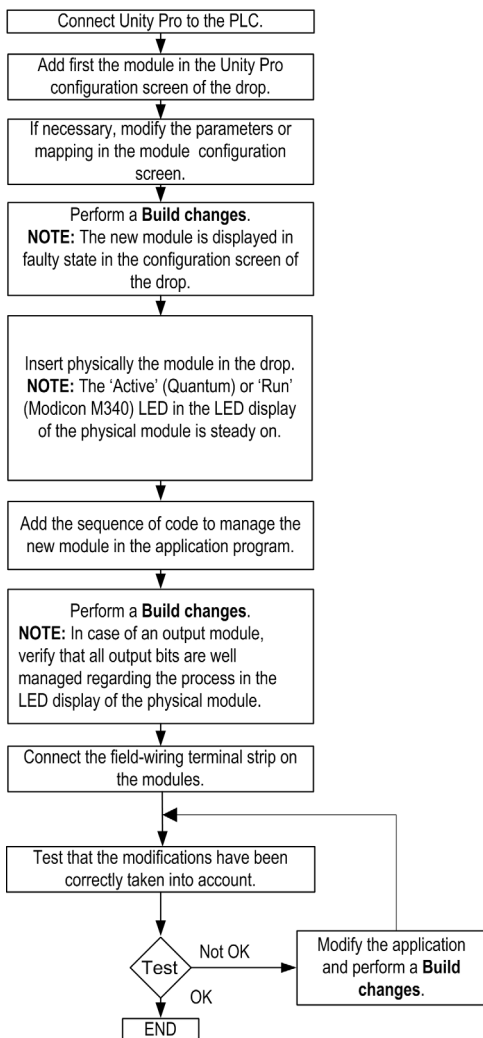 Connect Unity Pro to the PLC.
Add first the module in the Unity Pro
configuration screen of the drop.
If necessary, modify the parameters or
mapping in the module configuration
screen.
Perform a Build changes.
NOTE: The new module is displayed in
faulty state in the configuration screen of
the drop.
Insert physically the module in the drop.
NOTE: The 'Active' (Quantum) or 'Run'
(Modicon M340) LED in the LED display
of the physical module is steady on.
Add the sequence of code to manage the
new module in the application program.
Perform a Build changes.
NOTE: In case of an output module,
verify that all output bits are well
managed regarding the process in the
LED display of the physical module.
Connect the field-wiring terminal strip on
the modules.
Test that the modifications have been
correctly taken into account.
Test
Not OK
Modify the application
and perform a Build
changes.
OK
END